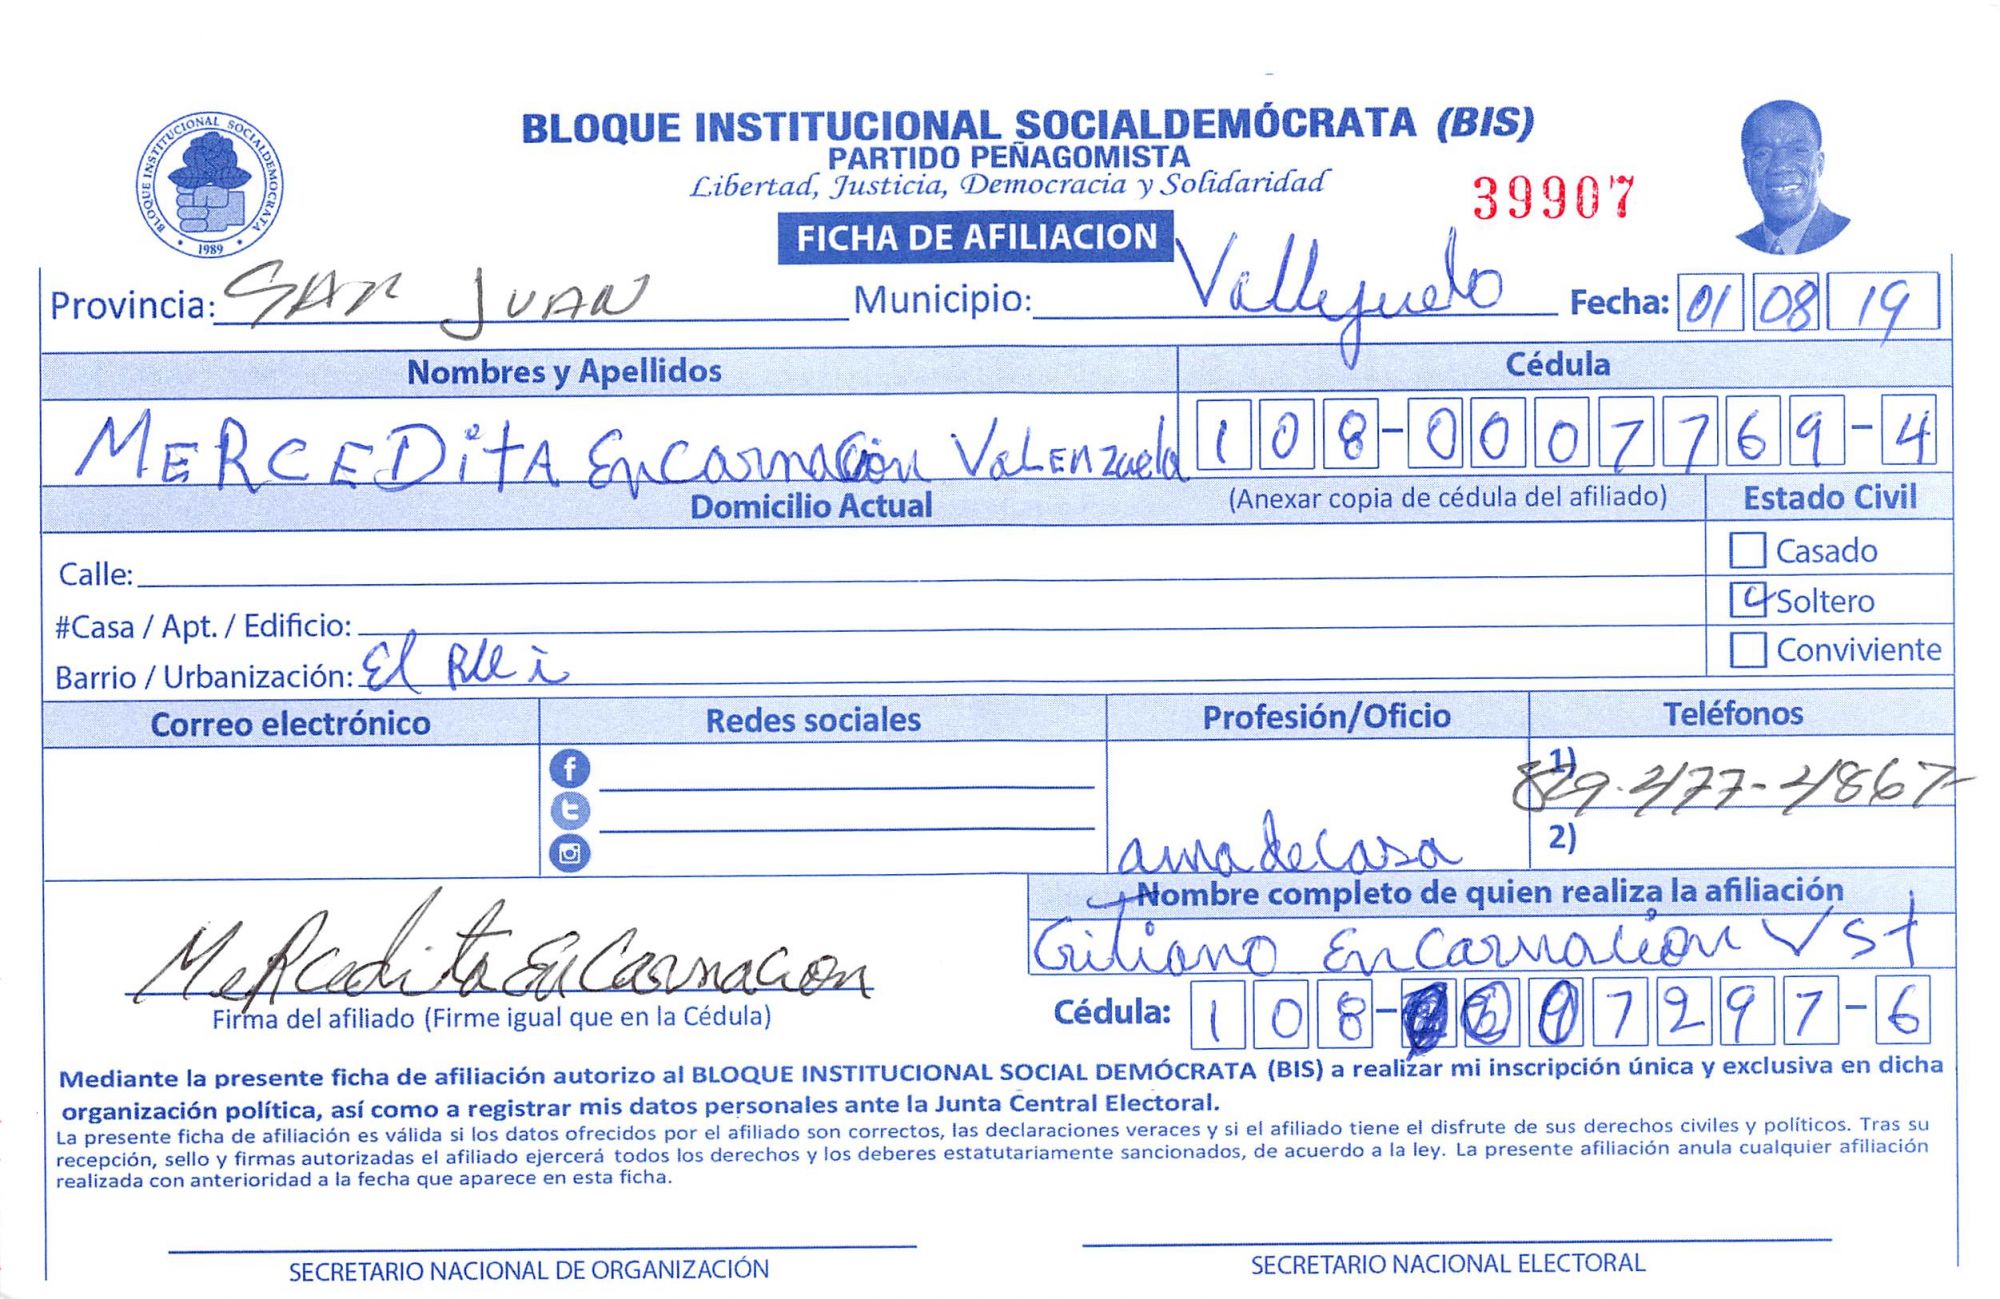 BLOQUE INSTITUCIONAL SOCIALDEMOCRATA
1989
BLOQUE INSTITUCIONAL SOCIALDEMÓCRATA (BIS)
PARTIDO PEÑAGOMISTA
Libertad, Justicia, Democracia y Solidaridad
39907
FICHA DE AFILIACION
Provincia: SAN JUAN Municipio: Vallejuelo Fecha: 01 08 19
Nombres y Apellidos Cédula
MERCEDITA Encarnación VaLENzuela 108-0007769-4
Domicilio Actual (Anexar copia de cédula del afiliado) Estado Civil
Casado
Calle:
Soltero
#Casa / Apt. / Edificio:
Conviviente
Barrio / Urbanización: El
Correo electrónico Redes sociales Profesión/Oficio Teléfonos
1) 829-477-4867
2)
ama de casa
Nombre completo de quien realiza la afiliación
Encarnación
MeRcedita EnCarnacion
Firma del afiliado (Firme igual que en la Cédula)
Cédula: 108- 7297-6
Mediante la presente ficha de afiliación autorizo al BLOQUE INSTITUCIONAL SOCIAL DEMÓCRATA (BIS) a realizar mi inscripción única y exclusiva en dicha
organización política, así como a registrar mis datos personales ante la Junta Central Electoral.
La presente ficha de afiliación es válida si los datos ofrecidos por el afiliado son correctos, las declaraciones veraces y si el afiliado tiene el disfrute de sus derechos civiles y políticos. Tras su
recepción, sello y firmas autorizadas el afiliado ejercerá todos los derechos y los deberes estatutariamente sancionados, de acuerdo a la ley. La presente afiliación anula cualquier afiliación
realizada con anterioridad a la fecha que aparece en esta ficha.
SECRETARIO NACIONAL DE ORGANIZACIÓN SECRETARIO NACIONAL ELECTORAL